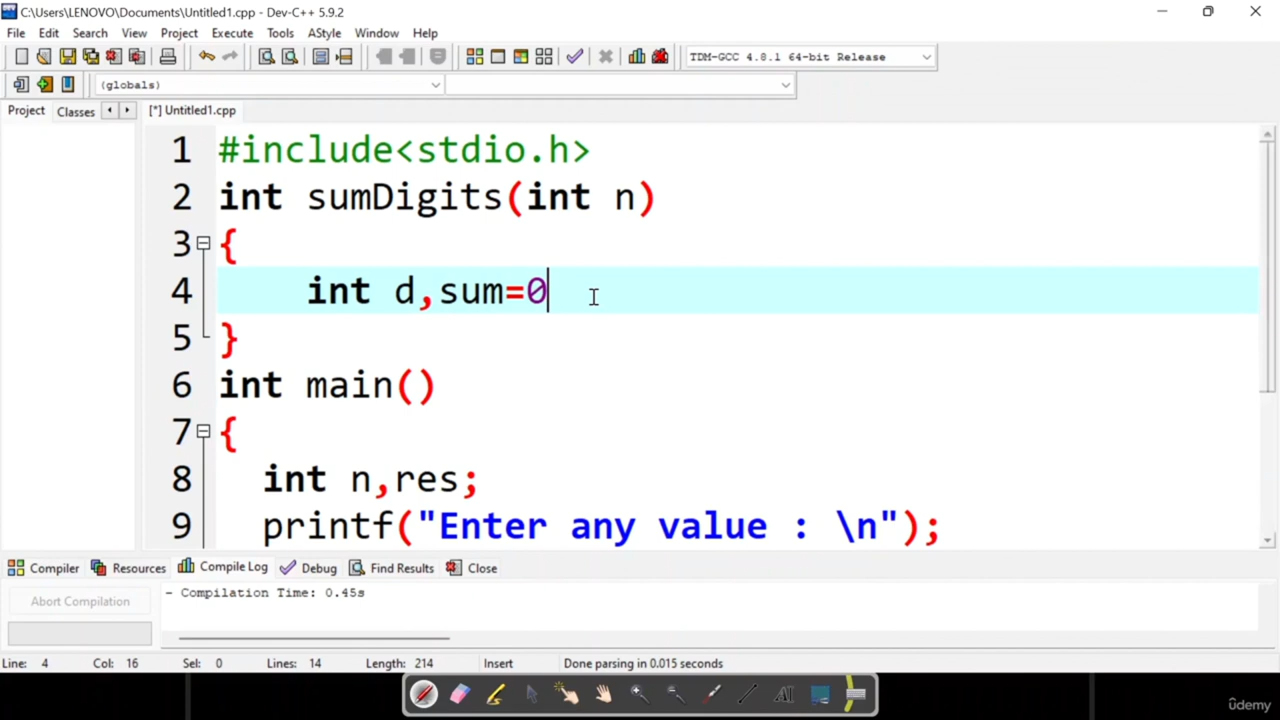 C:\Users\LENOVO\Documents\Untitled1.cpp - Dev-C++ 5.9.2
File Edit Search View Project Execute Tools AStyle Window Help
TDM-GCC 4.8.1 64-bit Release
(globals)
Project Classes [*] Untitled1.cpp
1 #include<stdio.h>
2 int sumDigits(int n)
3 {
4 int d,sum=0
5 }
6 int main()
7 {
8 int n,res;
9 printf("Enter any value : \n");
Compiler Resources Compile Log Debug Find Results Close
Abort Compilation
- Compilation Time: 0.45s
Line: 4 Col: 16 Sel: 0 Lines: 14 Length: 214 Insert Done parsing in 0.015 seconds
AI
ûdemy